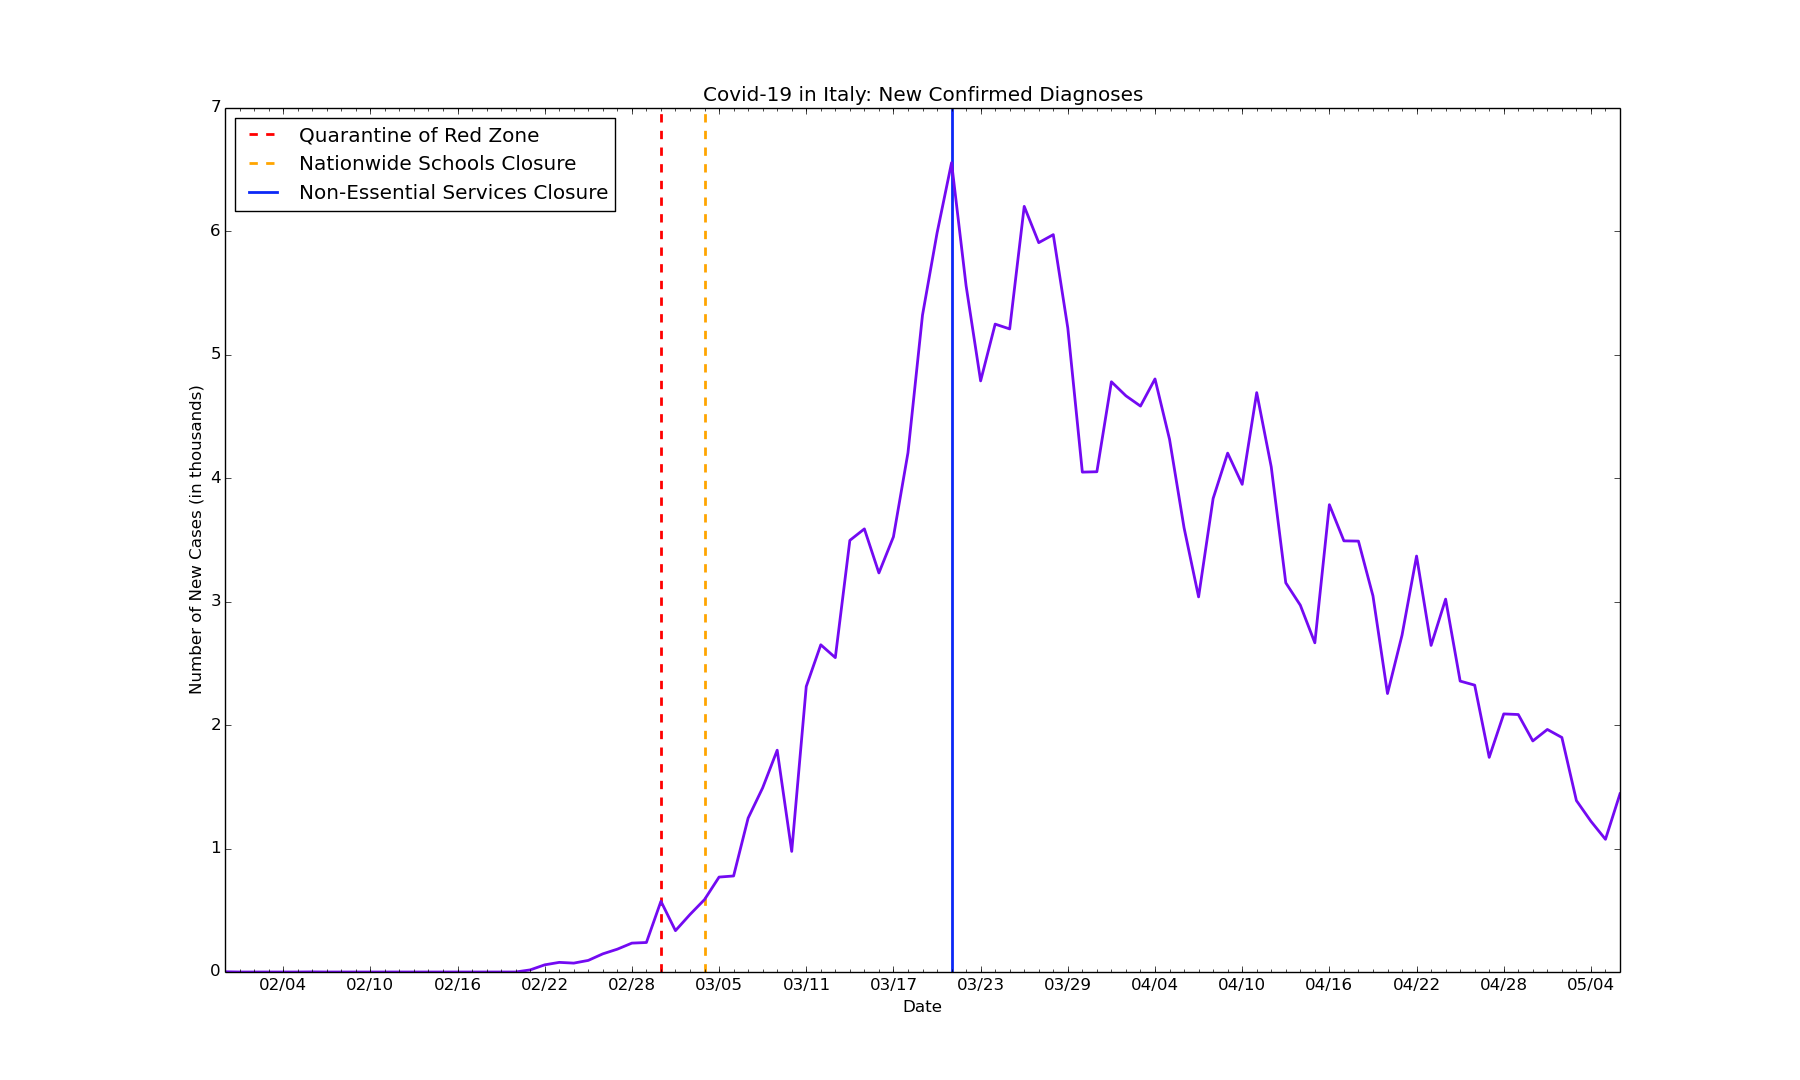 Covid-19 in Italy: New Confirmed Diagnoses
7
6
5
4
3
2
1
0
Number of New Cases (in thousands)
Quarantine of Red Zone
Nationwide Schools Closure
Non-Essential Services Closure
02/04 02/10 02/16 02/22 02/28 03/05 03/11 03/17 03/23 03/29 04/04 04/10 04/16 04/22 04/28 05/04
Date